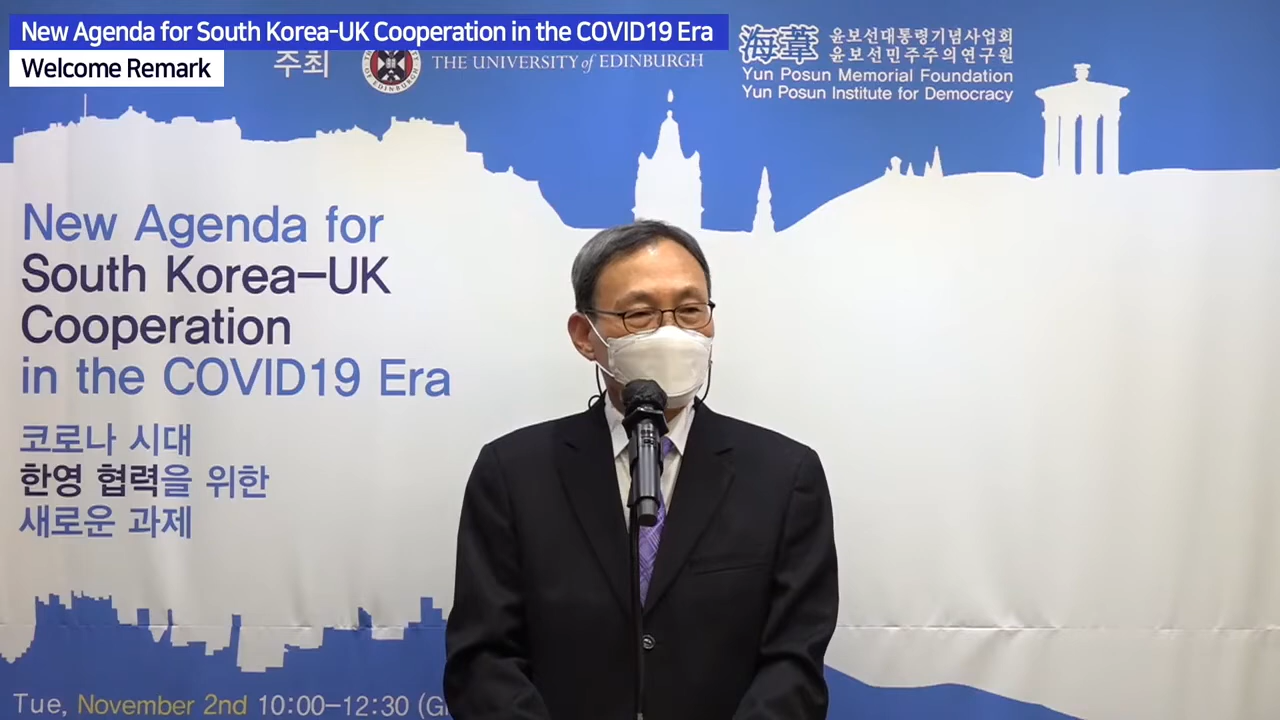 New Agenda for South Korea-UK Cooperation in the COVID19 Era
Welcome Remark
주최
THE UNIVERSITY of EDINBURGH
海葦
윤보선대통령기념사업회
윤보선민주주의연구원
Yun Posun Memorial Foundation
Yun Posun Institute for Democracy
New Agenda for
South Korea–UK
Cooperation
in the COVID19 Era
코로나 시대
한영 협력을 위한
새로운 과제
Tue, November 2nd 10:00–12:30